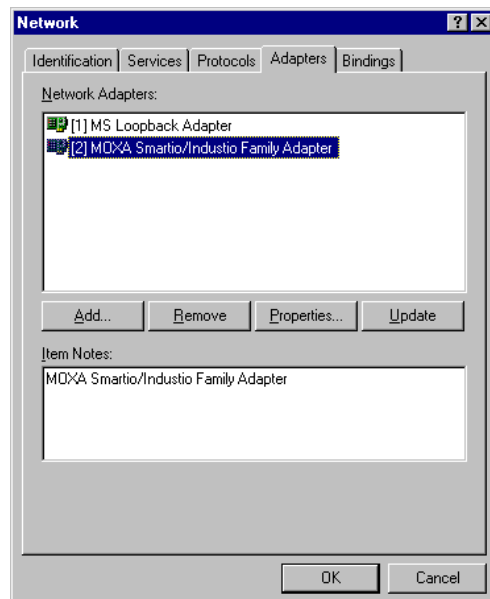 Network
Identification Services Protocols Adapters Bindings
Network Adapters:
[1] MS Loopback Adapter
[2] MOXA Smartio/Industio Family Adapter
Add... Remove Properties... Update
Item Notes:
MOXA Smartio/Industio Family Adapter
OK Cancel